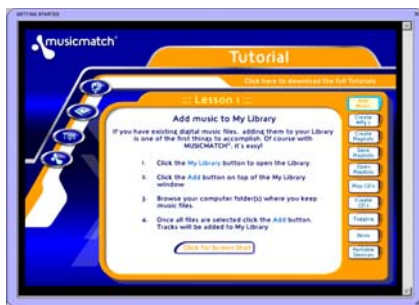 GETTING STARTED
musicmatch®
Tutorial
Click here to download the full Tutorials
::: Lesson 1 :::
Add music to My Library
If you have existing digital music files, adding them to your Library
is one of the first things to accomplish. Of course with
MUSICMATCH®, it's easy!
1. Click the My Library button to open the Library
2. Click the Add button on top of the My Library
window
3. Browse your computer folder(s) where you keep
music files.
4. Once all files are selected click the Add button.
Tracks will be added to My Library
Click for Screen Shot
Add
Music
Create
Mp3's
Create
Playlists
Save
Playlists
Open
Playlists
Play CD's
Create
CD's
Tagging
Skins
Portable
Devices